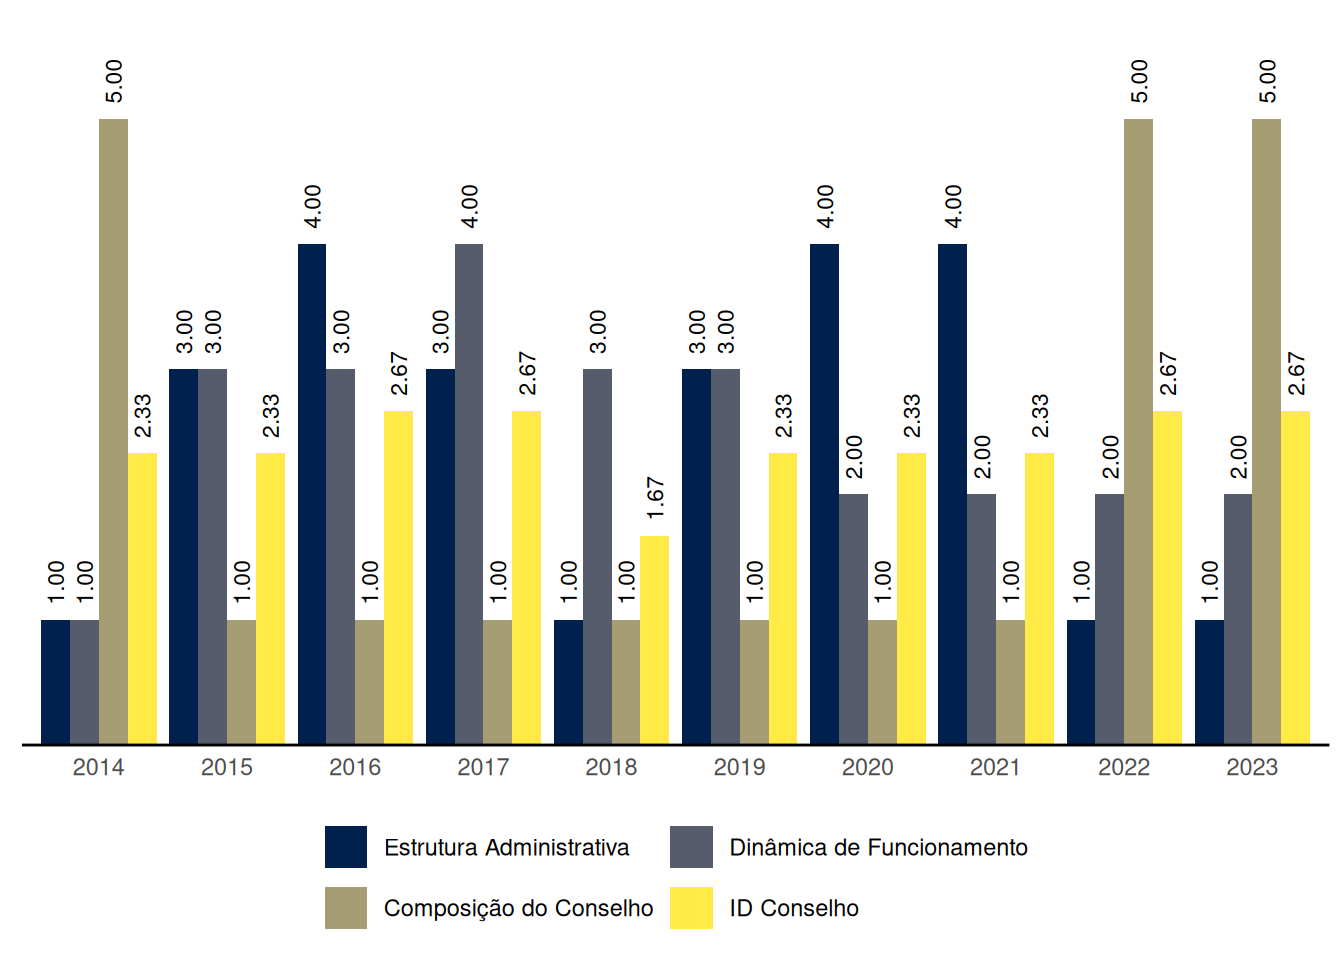 5.00 5.00 5.00
4.00 4.00 4.00 4.00
3.00 3.00 3.00 3.00 3.00 3.00 3.00
2.67 2.67 2.67 2.67
2.33 2.33 2.33 2.33 2.33
2.00 2.00 2.00 2.00
1.67
1.00 1.00 1.00 1.00 1.00 1.00 1.00 1.00 1.00 1.00 1.00 1.00
2014 2015 2016 2017 2018 2019 2020 2021 2022 2023
Estrutura Administrativa Dinâmica de Funcionamento
Composição do Conselho ID Conselho